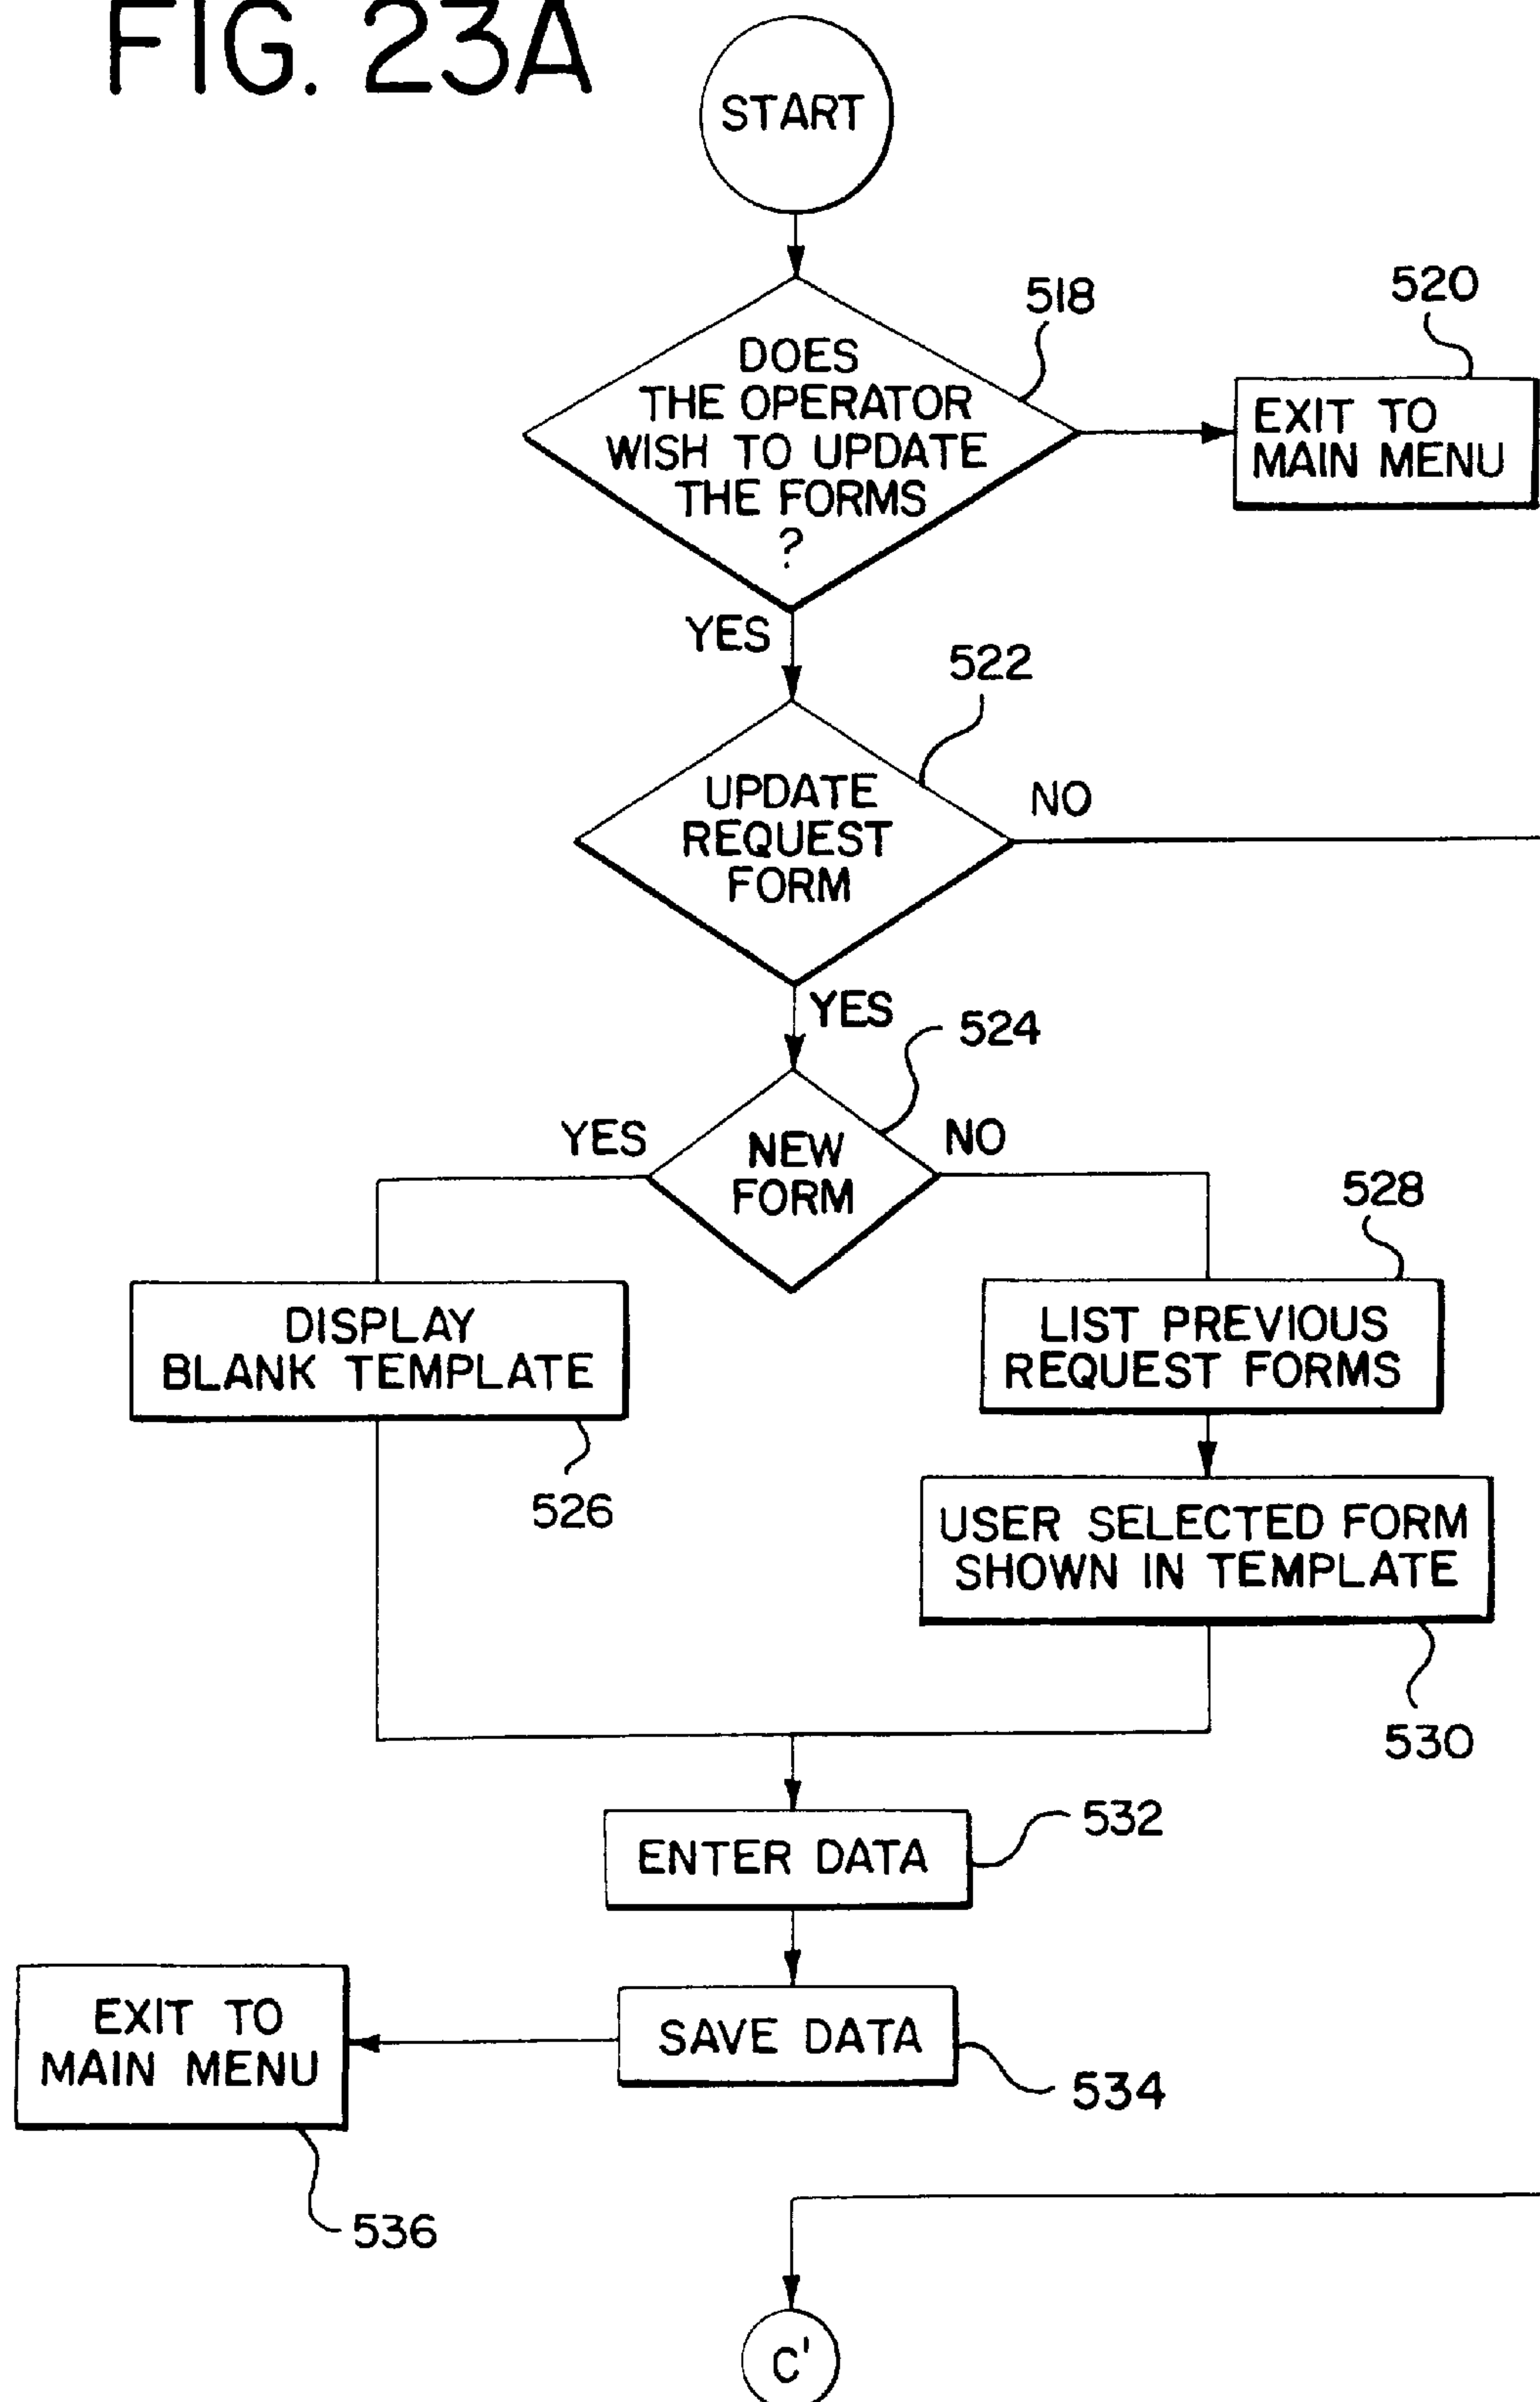 FIG. 23A
START
518
520
DOES
THE OPERATOR
WISH TO UPDATE
THE FORMS
?
EXIT TO
MAIN MENU
YES
522
UPDATE
REQUEST
FORM
NO
YES
524
YES
NEW
FORM
NO
528
DISPLAY
BLANK TEMPLATE
LIST PREVIOUS
REQUEST FORMS
526
USER SELECTED FORM
SHOWN IN TEMPLATE
530
532
ENTER DATA
EXIT TO
MAIN MENU
SAVE DATA
534
536
C'